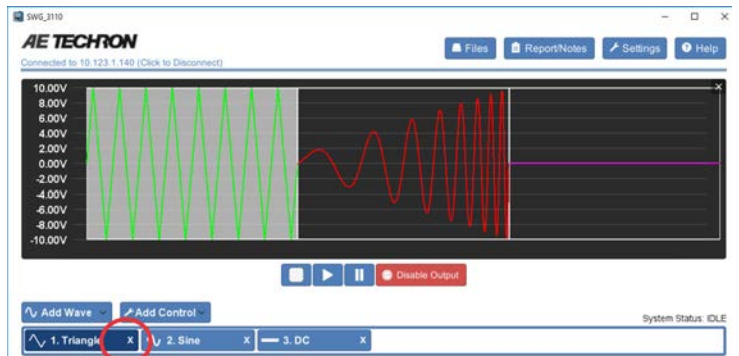 SWG_3110
AE TECHRON
Files
Report/Notes
Settings
Help
Connected to 10.123.1.140 (Click to Disconnect)
10.00V
8.00V
6.00V
4.00V
2.00V
0.00V
-2.00V
-4.00V
-6.00V
-8.00V
-10.00V
Disable Output
Add Wave
Add Control
System Status: IDLE
1. Triangle X 2. Sine X 3. DC X